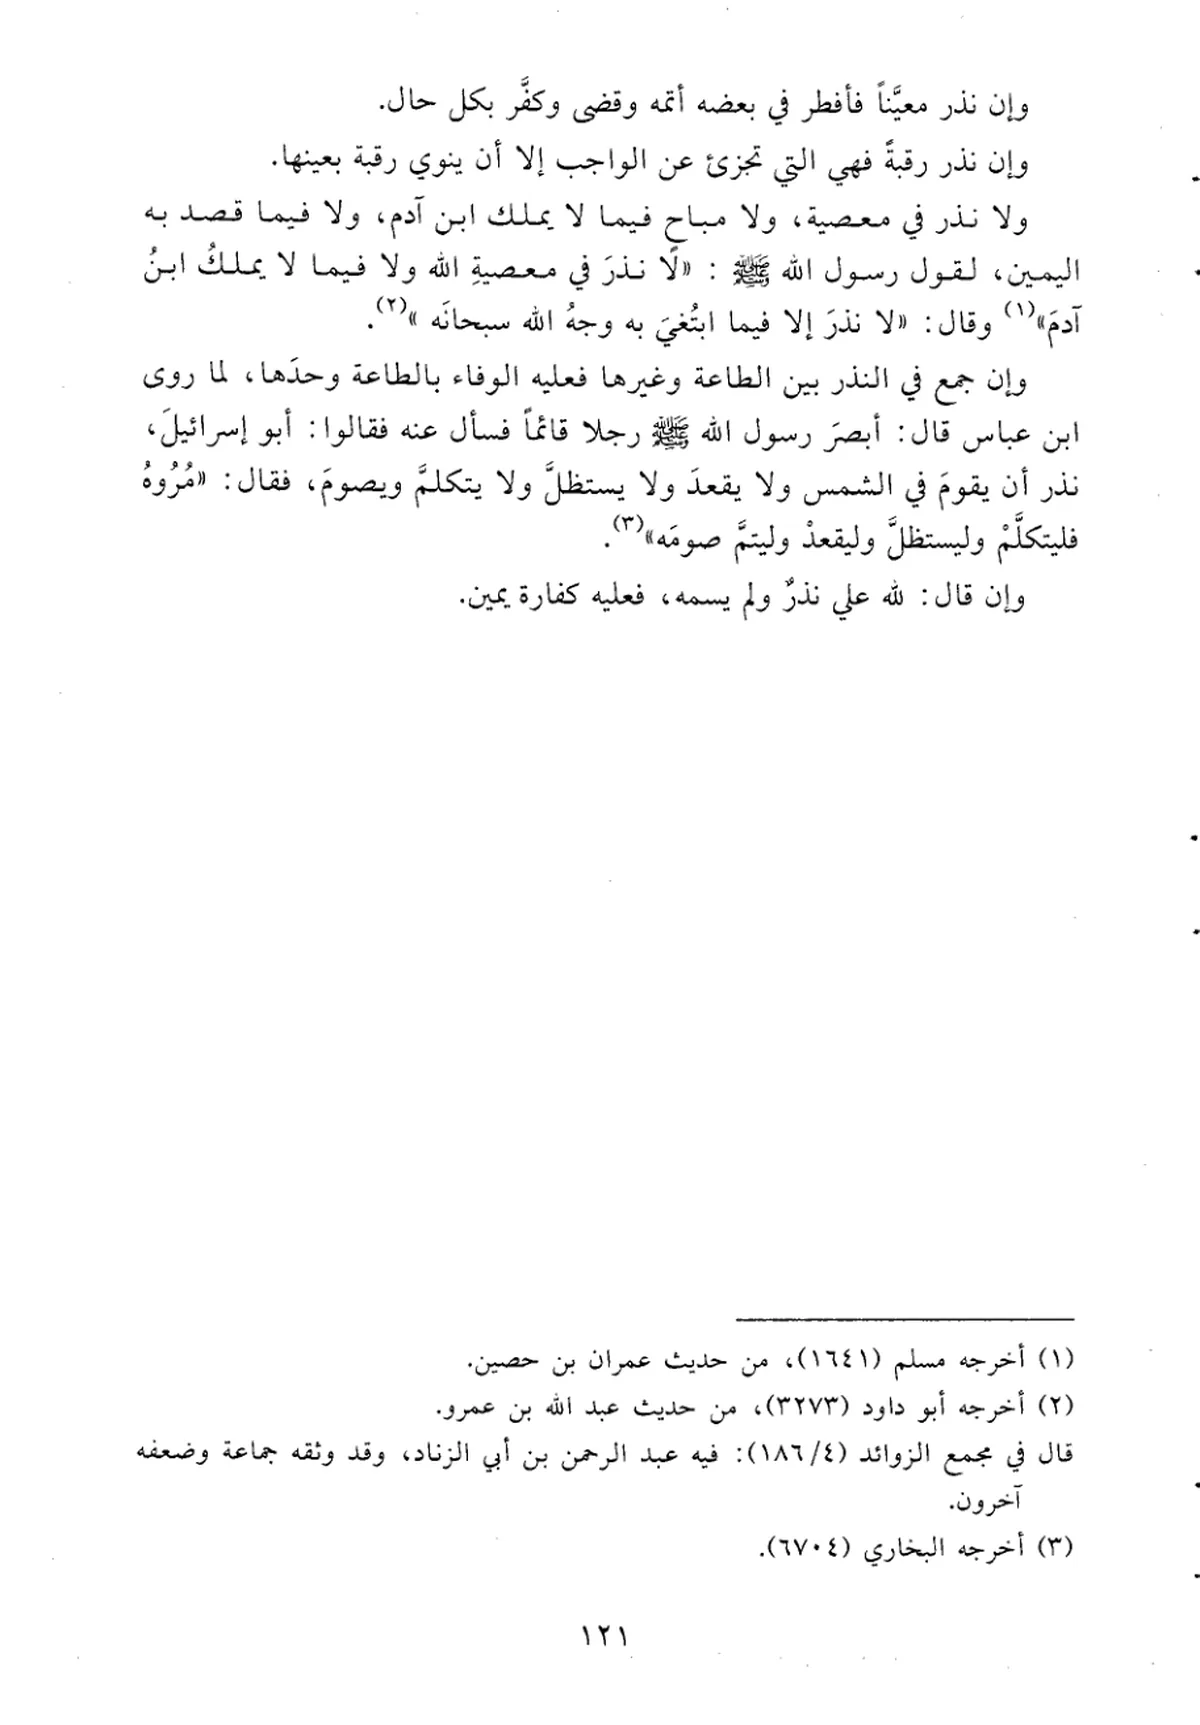 وإن نذر معيَّناً فأفطر في بعضه أتمه وقضى وكفَّر بكل حال.
وإن نذر رقبةً فهي التي تجزئ عن الواجب إلا أن ينوي رقبة بعينها.
ولا نذر في معصية، ولا مباح فيما لا يملك ابن آدم، ولا فيما قصد به
اليمين، لقول رسول الله ﷺ : «لا نذرَ في معصيةِ الله ولا فيما لا يملكُ ابنُ
آدمَ»(١) وقال: «لا نذرَ إلا فيما ابتُغيَ به وجهُ الله سبحانَه »(٢).
وإن جمع في النذر بين الطاعة وغيرها فعليه الوفاء بالطاعة وحدَها، لما روى
ابن عباس قال: أبصرَ رسول الله ﷺ رجلا قائماً فسأل عنه فقالوا: أبو إسرائيلَ،
نذر أن يقومَ في الشمس ولا يقعدَ ولا يستظلَّ ولا يتكلمَّ ويصومَ، فقال: «مُرُوهُ
فليتكلَّمْ وليستظلَّ وليقعدْ وليتمَّ صومَه»(٣).
وإن قال: لله علي نذرٌ ولم يسمه، فعليه كفارة يمين.
(١) أخرجه مسلم (١٦٤١)، من حديث عمران بن حصين.
(٢) أخرجه أبو داود (٣٢٧٣)، من حديث عبد الله بن عمرو.
قال في مجمع الزوائد (١٨٦/٤): فيه عبد الرحمن بن أبي الزناد، وقد وثقه جماعة وضعفه
آخرون.
(٣) أخرجه البخاري (٦٧٠٤).
١٢١